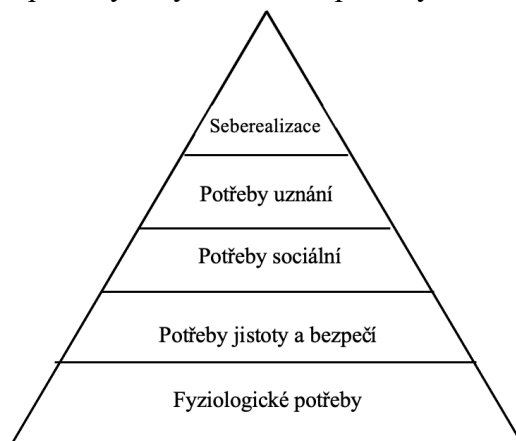 Seberealizace
Potřeby uznání
Potřeby sociální
Potřeby jistoty a bezpečí
Fyziologické potřeby